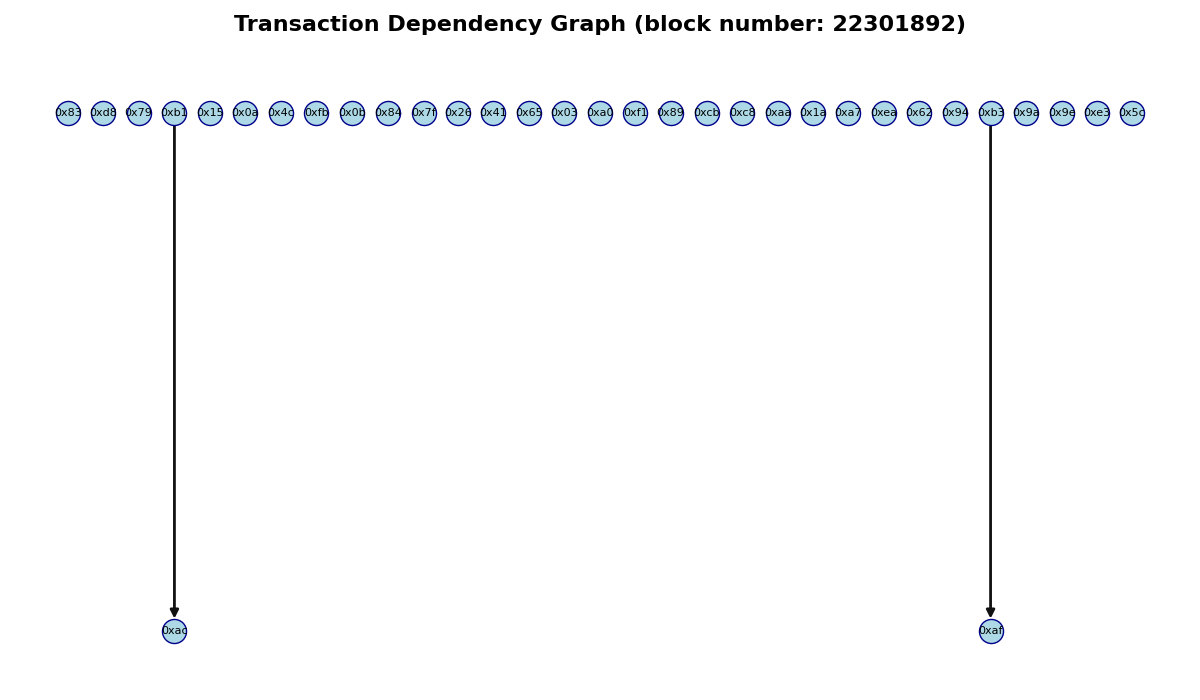 Transaction Dependency Graph (block number: 22301892)
0x83 0xd8 0x79 0xb1 0x15 0x0a 0x4c 0xfb 0x0b 0x84 0x7f 0x26 0x41 0x65 0x03 0xa0 0xf1 0x89 0xcb 0xc8 0xaa 0x1a 0xa7 0xea 0x62 0x94 0xb3 0x9a 0x9e 0xe3 0x5c
0xac 0xaf